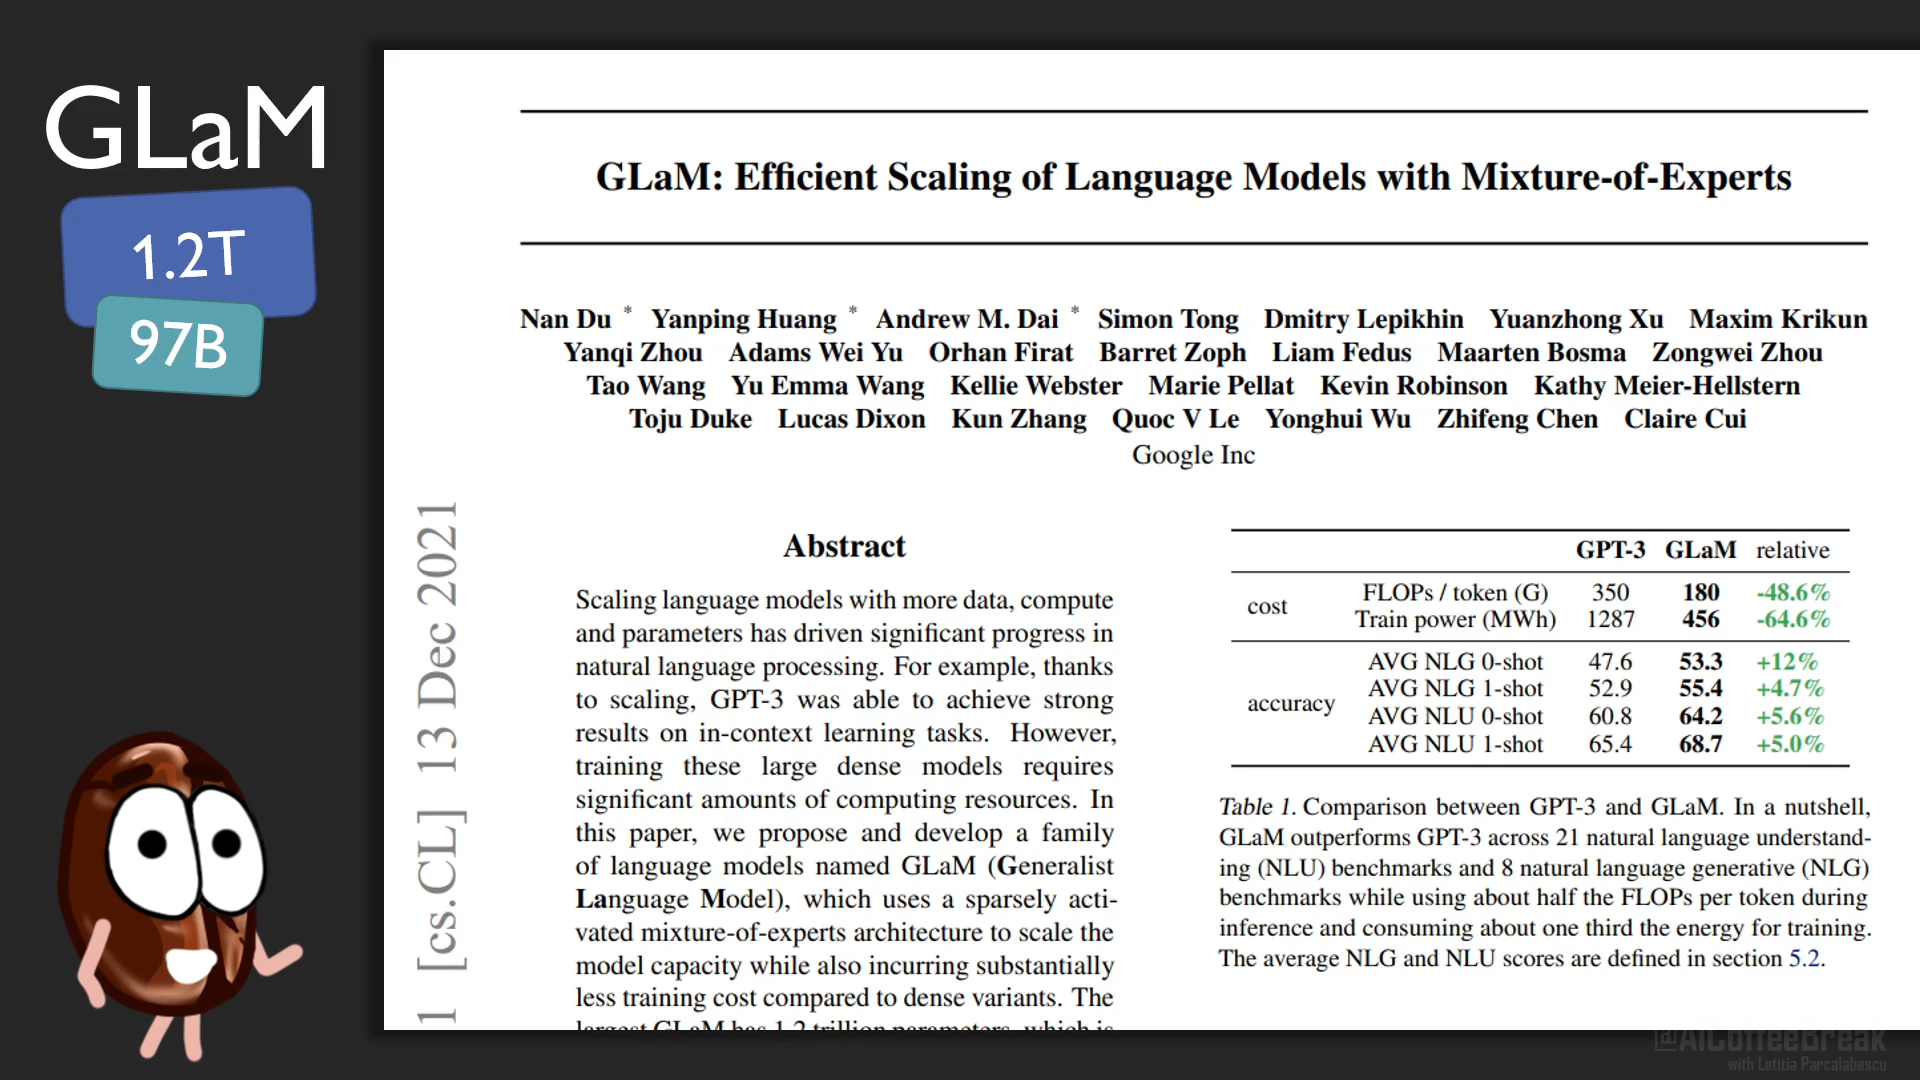 GLaM
1.2T
97B
GLaM: Efficient Scaling of Language Models with Mixture-of-Experts
Nan Du * Yanping Huang * Andrew M. Dai * Simon Tong Dmitry Lepikhin Yuanzhong Xu Maxim Krikun
Yanqi Zhou Adams Wei Yu Orhan Firat Barret Zoph Liam Fedus Maarten Bosma Zongwei Zhou
Tao Wang Yu Emma Wang Kellie Webster Marie Pellat Kevin Robinson Kathy Meier-Hellstern
Toju Duke Lucas Dixon Kun Zhang Quoc V Le Yonghui Wu Zhifeng Chen Claire Cui
Google Inc
1 [cs.CL] 13 Dec 2021
Abstract
Scaling language models with more data, compute
and parameters has driven significant progress in
natural language processing. For example, thanks
to scaling, GPT-3 was able to achieve strong
results on in-context learning tasks. However,
training these large dense models requires
significant amounts of computing resources. In
this paper, we propose and develop a family
of language models named GLaM (Generalist
Language Model), which uses a sparsely acti-
vated mixture-of-experts architecture to scale the
model capacity while also incurring substantially
less training cost compared to dense variants. The
largest GLaM has 1.2 trillion parameters, which is
GPT-3 GLaM relative
cost FLOPs / token (G) 350 180 -48.6%
Train power (MWh) 1287 456 -64.6%
accuracy AVG NLG 0-shot 47.6 53.3 +12%
AVG NLG 1-shot 52.9 55.4 +4.7%
AVG NLU 0-shot 60.8 64.2 +5.6%
AVG NLU 1-shot 65.4 68.7 +5.0%
Table 1. Comparison between GPT-3 and GLaM. In a nutshell,
GLaM outperforms GPT-3 across 21 natural language understand-
ing (NLU) benchmarks and 8 natural language generative (NLG)
benchmarks while using about half the FLOPs per token during
inference and consuming about one third the energy for training.
The average NLG and NLU scores are defined in section 5.2.
@AICoffeeBreak
with Letitia Parcalabescu